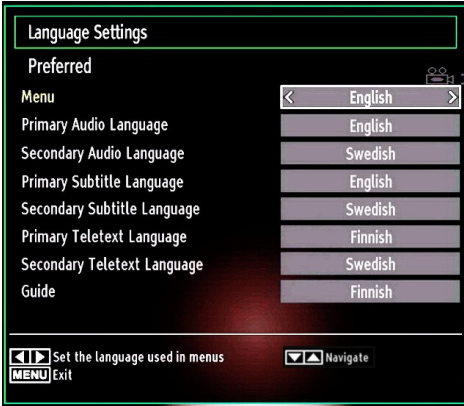 Language Settings
Preferred
Menu < English >
Primary Audio Language English
Secondary Audio Language Swedish
Primary Subtitle Language English
Secondary Subtitle Language Swedish
Primary Teletext Language Finnish
Secondary Teletext Language Swedish
Guide Finnish
Set the language used in menus Navigate
MENU Exit